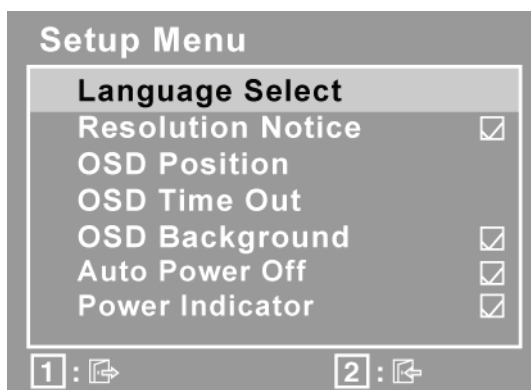 Setup Menu
Language Select
Resolution Notice
OSD Position
OSD Time Out
OSD Background
Auto Power Off
Power Indicator
1 : 2 :